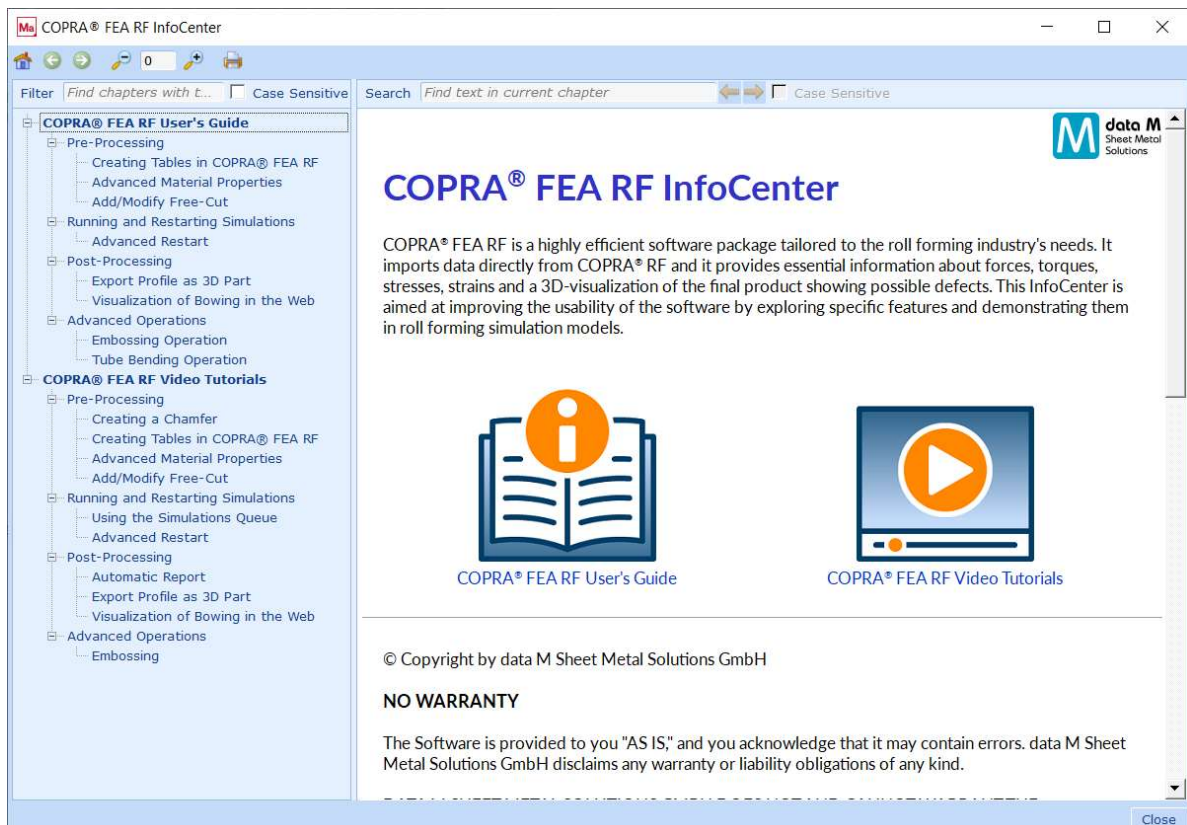 COPRA® FEA RF InfoCenter
0
Filter Find chapters with t... Case Sensitive
Search Find text in current chapter Case Sensitive
COPRA® FEA RF User's Guide
Pre-Processing
Creating Tables in COPRA® FEA RF
Advanced Material Properties
Add/Modify Free-Cut
Running and Restarting Simulations
Advanced Restart
Post-Processing
Export Profile as 3D Part
Visualization of Bowing in the Web
Advanced Operations
Embossing Operation
Tube Bending Operation
COPRA® FEA RF Video Tutorials
Pre-Processing
Creating a Chamfer
Creating Tables in COPRA® FEA RF
Advanced Material Properties
Add/Modify Free-Cut
Running and Restarting Simulations
Using the Simulations Queue
Advanced Restart
Post-Processing
Automatic Report
Export Profile as 3D Part
Visualization of Bowing in the Web
Advanced Operations
Embossing
M data M
Sheet Metal
Solutions
COPRA® FEA RF InfoCenter
COPRA® FEA RF is a highly efficient software package tailored to the roll forming industry's needs. It
imports data directly from COPRA® RF and it provides essential information about forces, torques,
stresses, strains and a 3D-visualization of the final product showing possible defects. This InfoCenter is
aimed at improving the usability of the software by exploring specific features and demonstrating them
in roll forming simulation models.
COPRA® FEA RF User's Guide
COPRA® FEA RF Video Tutorials
© Copyright by data M Sheet Metal Solutions GmbH
NO WARRANTY
The Software is provided to you "AS IS," and you acknowledge that it may contain errors. data M Sheet
Metal Solutions GmbH disclaims any warranty or liability obligations of any kind.
Close